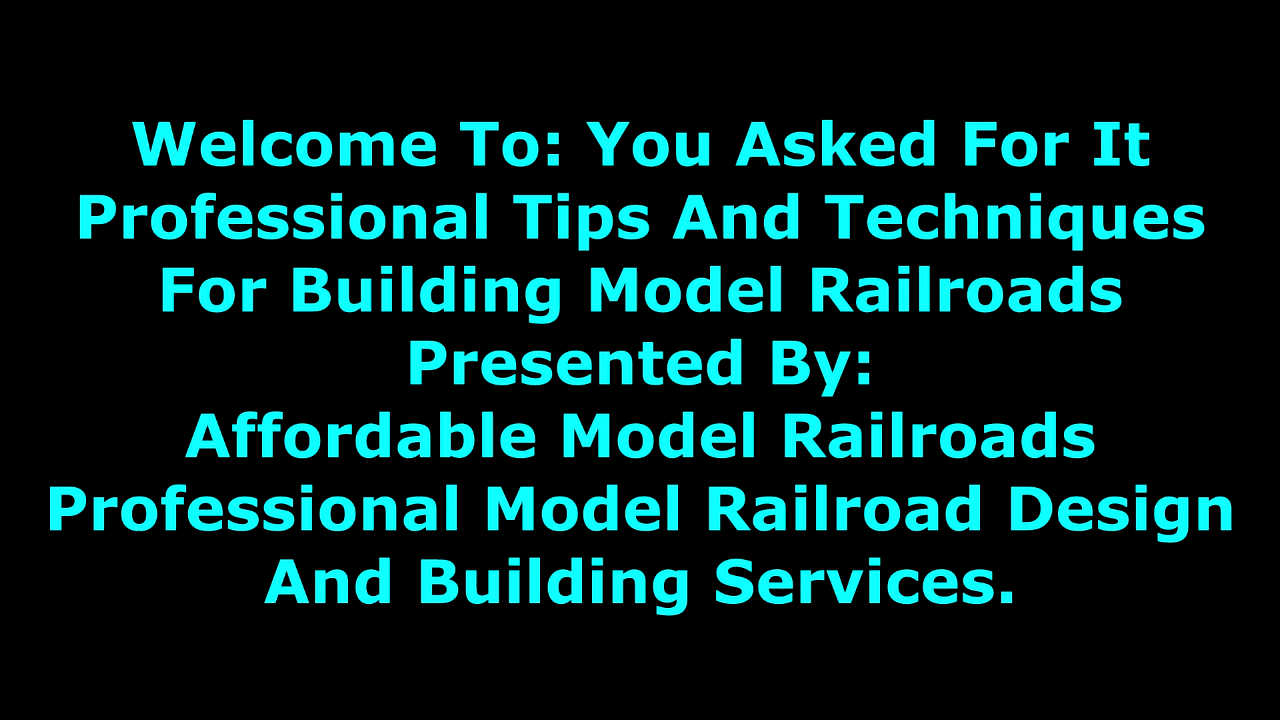 Welcome To: You Asked For It
Professional Tips And Techniques
For Building Model Railroads
Presented By:
Affordable Model Railroads
Professional Model Railroad Design
And Building Services.